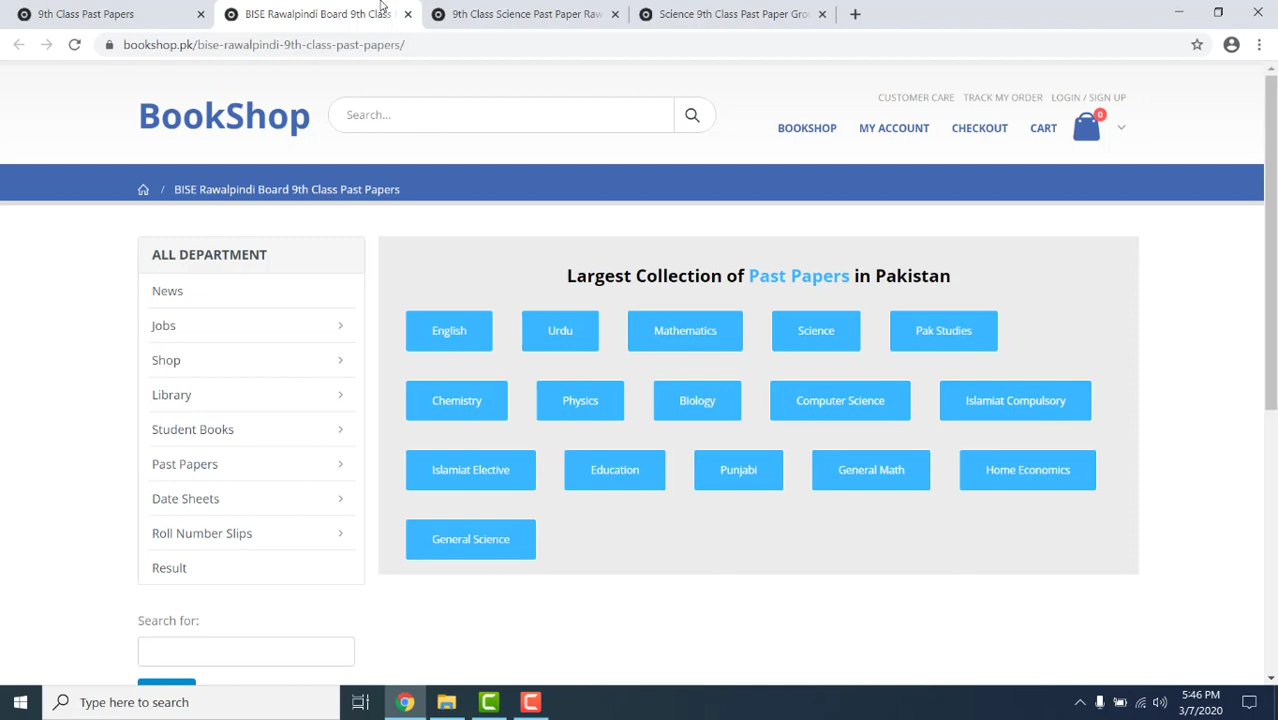 9th Class Past Papers
BISE Rawalpindi Board 9th Class
9th Class Science Past Paper Raw
Science 9th Class Past Paper Gro
bookshop.pk/bise-rawalpindi-9th-class-past-papers/
BookShop
Search...
CUSTOMER CARE TRACK MY ORDER LOGIN / SIGN UP
BOOKSHOP MY ACCOUNT CHECKOUT CART 0
/ BISE Rawalpindi Board 9th Class Past Papers
ALL DEPARTMENT
News
Jobs
Shop
Library
Student Books
Past Papers
Date Sheets
Roll Number Slips
Result
Search for:
Largest Collection of Past Papers in Pakistan
English Urdu Mathematics Science Pak Studies
Chemistry Physics Biology Computer Science Islamiat Compulsory
Islamiat Elective Education Punjabi General Math Home Economics
General Science
Type here to search
5:46 PM
3/7/2020